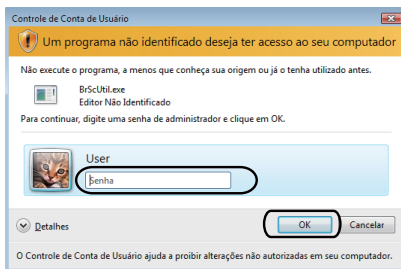 Controle de Conta de Usuário
Um programa não identificado deseja ter acesso ao seu computador
Não execute o programa, a menos que conheça sua origem ou já o tenha utilizado antes.
BrScUtil.exe
Editor Não Identificado
Para continuar, digite uma senha de administrador e clique em OK.
User
Senha
Detalhes
OK Cancelar
O Controle de Conta de Usuário ajuda a proibir alterações não autorizadas em seu computador.